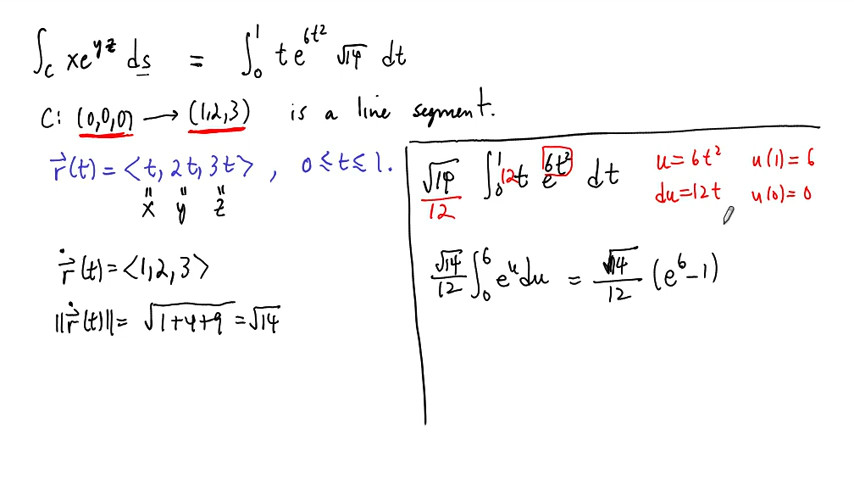 ∫_C xe^{yz} ds = ∫_0^1 te^{6t²} √14 dt
C: (0,0,0) → (1,2,3) is a line segment.
r⃗(t) = <t, 2t, 3t>, 0 ≤ t ≤ 1.
" " "
x y z
ṙ⃗(t) = <1, 2, 3>
||ṙ⃗(t)|| = √(1+4+9) = √14
√14/12 ∫_0^1 12t e^{6t²} dt
u = 6t² u(1) = 6
du = 12t u(0) = 0
√14/12 ∫_0^6 e^u du = √14/12 (e^6 - 1)